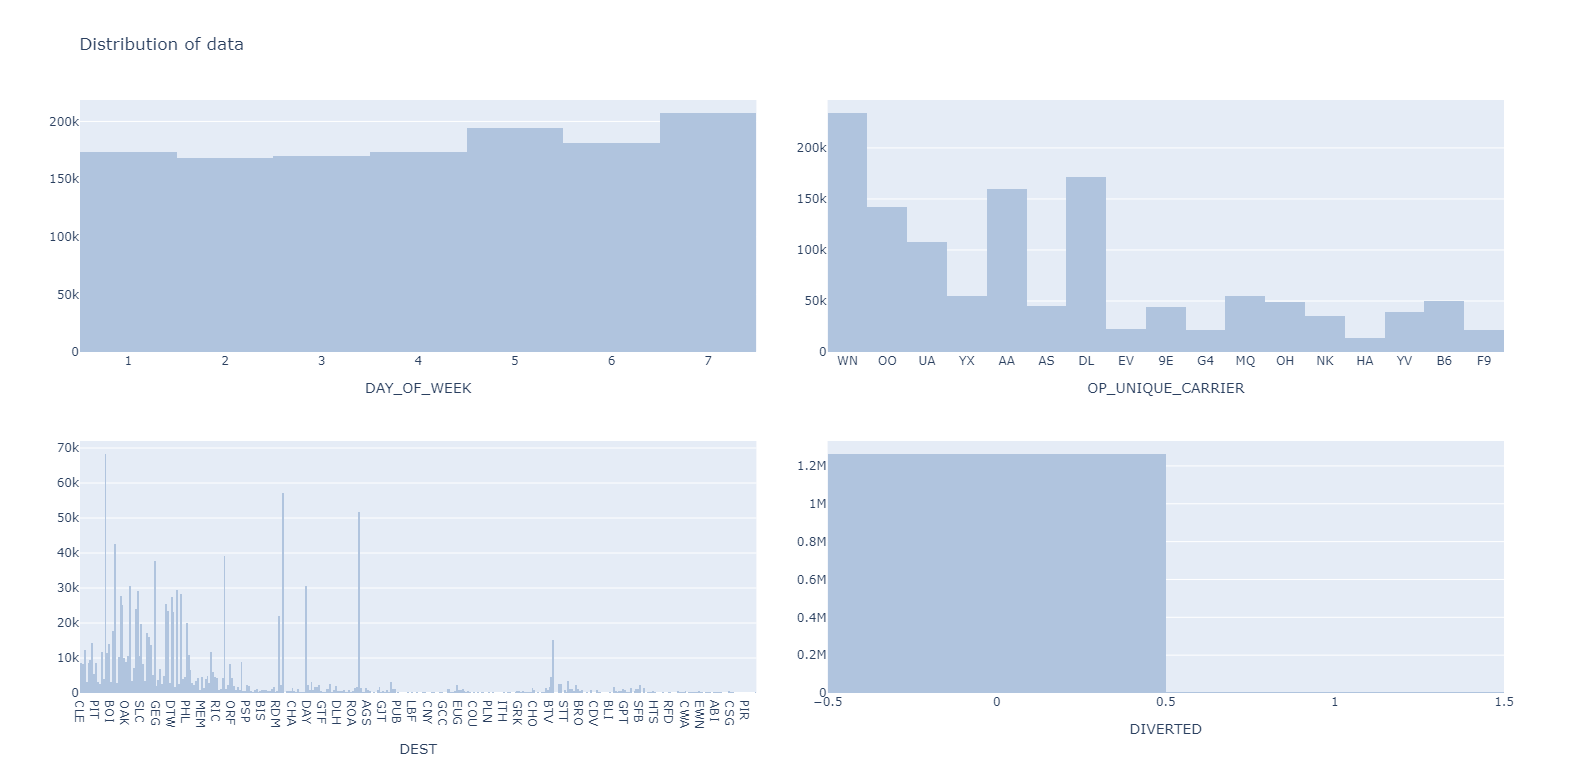 Distribution of data
200k
150k
100k
50k
0
1 2 3 4 5 6 7
DAY_OF_WEEK
200k
150k
100k
50k
0
WN OO UA YX AA AS DL EV 9E G4 MQ OH NK HA YV B6 F9
OP_UNIQUE_CARRIER
70k
60k
50k
40k
30k
20k
10k
0
CLE PIT BOI OAK SLC GEG DTW PHL MEM RIC ORF PSP BIS RDM CHA DAY GTF DLH ROA AGS GJT PUB LBF CNY GCC EUG COU PLN ITH GRK CHO BTV STT BRO CDV BLI GPT SFB HTS RFD CWA EWN ABI CSG PIR
DEST
1.2M
1M
0.8M
0.6M
0.4M
0.2M
0
−0.5 0 0.5 1 1.5
DIVERTED